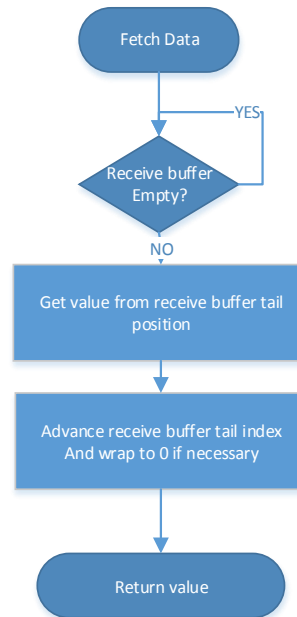 Fetch Data
YES
Receive buffer
Empty?
NO
Get value from receive buffer tail
position
Advance receive buffer tail index
And wrap to 0 if necessary
Return value